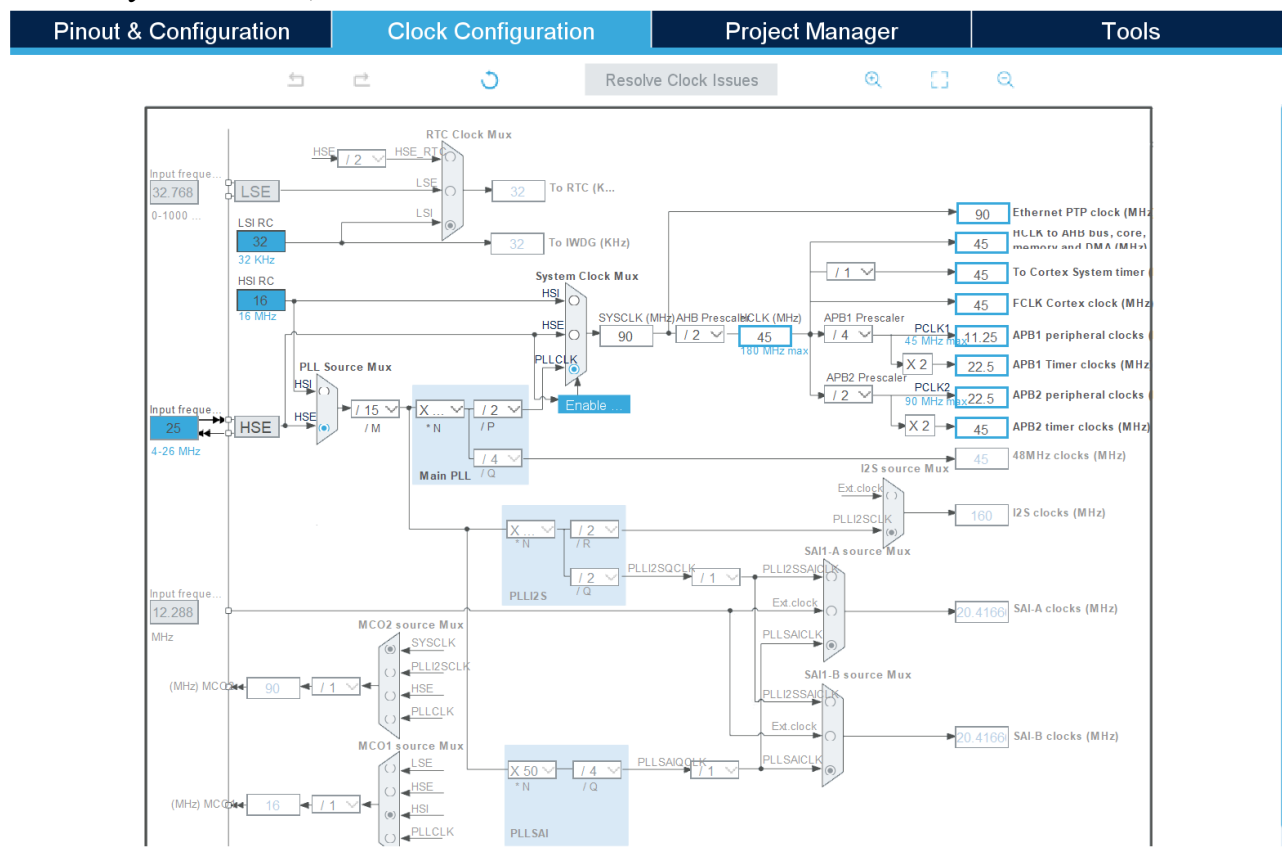 Pinout & Configuration
Clock Configuration
Project Manager
Tools
Resolve Clock Issues
RTC Clock Mux
HSE
/ 2
HSE_RTC
Input freque...
32.768
0-1000 ...
LSE
LSE
32
To RTC (K...
LSI
LSI RC
32
32 KHz
32
To IWDG (KHz)
90
Ethernet PTP clock (MHz
45
HCLK to AHB bus, core,
memory and DMA (MHz)
HSI RC
16
16 MHz
System Clock Mux
HSI
HSE
PLLCLK
Enable ...
/ 1
45
To Cortex System timer (
45
FCLK Cortex clock (MHz
SYSCLK (MHz)
90
AHB Prescaler
/ 2
HCLK (MHz)
45
180 MHz max
APB1 Prescaler
/ 4
PCLK1
45 MHz max
11.25
APB1 peripheral clocks (
X 2
22.5
APB1 Timer clocks (MHz
APB2 Prescaler
/ 2
PCLK2
90 MHz max
22.5
APB2 peripheral clocks (
X 2
45
APB2 timer clocks (MHz)
PLL Source Mux
HSI
HSE
Input freque...
25
4-26 MHz
HSE
/ 15
/ M
X ...
* N
/ 2
/ P
/ 4
/ Q
Main PLL
45
48MHz clocks (MHz)
I2S source Mux
Ext.clock
PLLI2SCLK
160
I2S clocks (MHz)
X ...
* N
/ 2
/ R
/ 2
/ Q
PLLI2S
PLLI2SQCLK
/ 1
SAI1-A source Mux
PLLI2SSAICLK
Ext.clock
PLLSAICLK
20.4166
SAI-A clocks (MHz)
Input freque...
12.288
MHz
MCO2 source Mux
SYSCLK
PLLI2SCLK
HSE
PLLCLK
(MHz) MCO2
90
/ 1
SAI1-B source Mux
PLLI2SSAICLK
Ext.clock
PLLSAICLK
20.4166
SAI-B clocks (MHz)
MCO1 source Mux
LSE
HSE
HSI
PLLCLK
(MHz) MCO1
16
/ 1
X 50
* N
/ 4
/ Q
PLLSAI
PLLSAIQCLK
/ 1